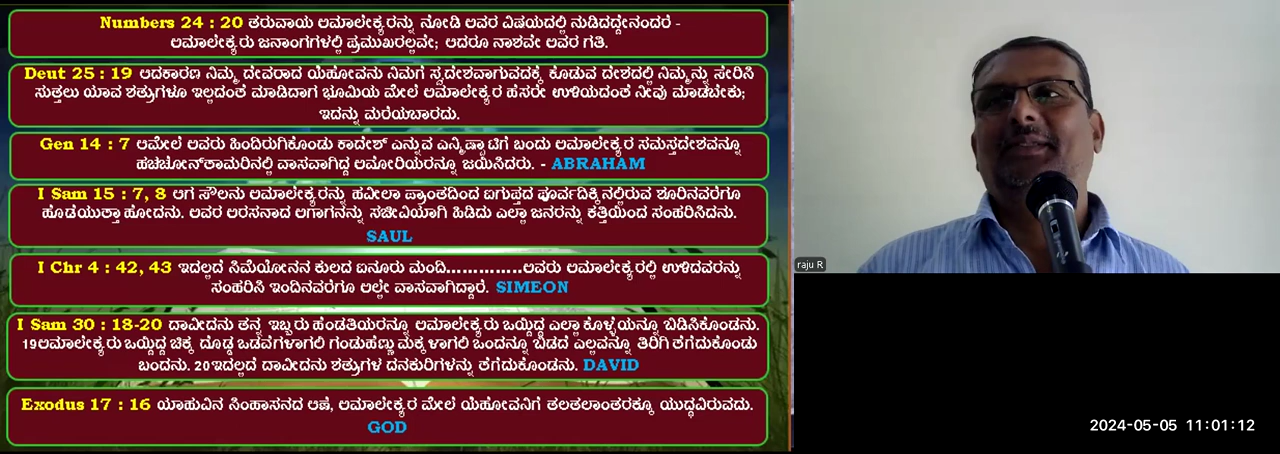 Numbers 24 : 20 ತರುವಾಯ ಅಮಾಲೇಕ್ಯರನ್ನು ನೋಡಿ ಅವರ ವಿಷಯದಲ್ಲಿ ನುಡಿದದ್ದೇನಂದರೆ -
ಅಮಾಲೇಕ್ಯರು ಜನಾಂಗಗಳಲ್ಲಿ ಪ್ರಮುಖರಲ್ಲವೇ; ಆದರೂ ನಾಶವೇ ಅವರ ಗತಿ.
Deut 25 : 19 ಆದಕಾರಣ ನಿಮ್ಮ ದೇವರಾದ ಯೆಹೋವನು ನಿಮಗೆ ಸ್ವದೇಶವಾಗುವದಕ್ಕೆ ಕೊಡುವ ದೇಶದಲ್ಲಿ ನಿಮ್ಮನ್ನು ಸೇರಿಸಿ
ಸುತ್ತಲು ಯಾವ ಶತ್ರುಗಳೂ ಇಲ್ಲದಂತೆ ಮಾಡಿದಾಗ ಭೂಮಿಯ ಮೇಲೆ ಅಮಾಲೇಕ್ಯರ ಹೆಸರೇ ಉಳಿಯದಂತೆ ನೀವು ಮಾಡಬೇಕು;
ಇದನ್ನು ಮರೆಯಬಾರದು.
Gen 14 : 7 ಆಮೇಲೆ ಅವರು ಹಿಂದಿರುಗಿಕೊಂಡು ಕಾದೇಶ್ ಎನ್ನುವ ಎನ್ಮಿಷ್ಪಾಟಿಗೆ ಬಂದು ಅಮಾಲೇಕ್ಯರ ಸಮಸ್ತದೇಶವನ್ನೂ
ಹಚಚೋನ್‌ತಾಮರಿನಲ್ಲಿ ವಾಸವಾಗಿದ್ದ ಅಮೋರಿಯರನ್ನೂ ಜಯಿಸಿದರು. - ABRAHAM
I Sam 15 : 7, 8 ಆಗ ಸೌಲನು ಅಮಾಲೇಕ್ಯರನ್ನು ಹವೀಲಾ ಪ್ರಾಂತದಿಂದ ಐಗುಪ್ತದ ಪೂರ್ವದಿಕ್ಕಿನಲ್ಲಿರುವ ಶೂರಿನವರೆಗೂ
ಹೊಡೆಯುತ್ತಾ ಹೋದನು. ಅವರ ಅರಸನಾದ ಅಗಾಗನನ್ನು ಸಜೀವಿಯಾಗಿ ಹಿಡಿದು ಎಲ್ಲಾ ಜನರನ್ನು ಕತ್ತಿಯಿಂದ ಸಂಹರಿಸಿದನು.
SAUL
I Chr 4 : 42, 43 ಇದಲ್ಲದೆ ಸಿಮೆಯೋನನ ಕುಲದ ಐನೂರು ಮಂದಿ..............ಅವರು ಅಮಾಲೇಕ್ಯರಲ್ಲಿ ಉಳಿದವರನ್ನು
ಸಂಹರಿಸಿ ಇಂದಿನವರೆಗೂ ಅಲ್ಲೇ ವಾಸವಾಗಿದ್ದಾರೆ. SIMEON
I Sam 30 : 18-20 ದಾವೀದನು ತನ್ನ ಇಬ್ಬರು ಹೆಂಡತಿಯರನ್ನೂ ಅಮಾಲೇಕ್ಯರು ಒಯ್ದಿದ್ದ ಎಲ್ಲಾ ಕೊಳ್ಳೆಯನ್ನೂ ಬಿಡಿಸಿಕೊಂಡನು.
19ಅಮಾಲೇಕ್ಯರು ಒಯ್ದಿದ್ದ ಚಿಕ್ಕ ದೊಡ್ಡ ಒಡವೆಗಳಾಗಲಿ ಗಂಡುಹೆಣ್ಣು ಮಕ್ಕಳಾಗಲಿ ಒಂದನ್ನೂ ಬಿಡದೆ ಎಲ್ಲವನ್ನೂ ತಿರಿಗಿ ತೆಗೆದುಕೊಂಡು
ಬಂದನು. 20ಇದಲ್ಲದೆ ದಾವೀದನು ಶತ್ರುಗಳ ದನಕುರಿಗಳನ್ನು ತೆಗೆದುಕೊಂಡನು. DAVID
Exodus 17 : 16 ಯಾಹುವಿನ ಸಿಂಹಾಸನದ ಆಣೆ, ಅಮಾಲೇಕ್ಯರ ಮೇಲೆ ಯೆಹೋವನಿಗೆ ತಲತಲಾಂತರಕ್ಕೂ ಯುದ್ಧವಿರುವದು.
GOD
raju R
2024-05-05 11:01:12